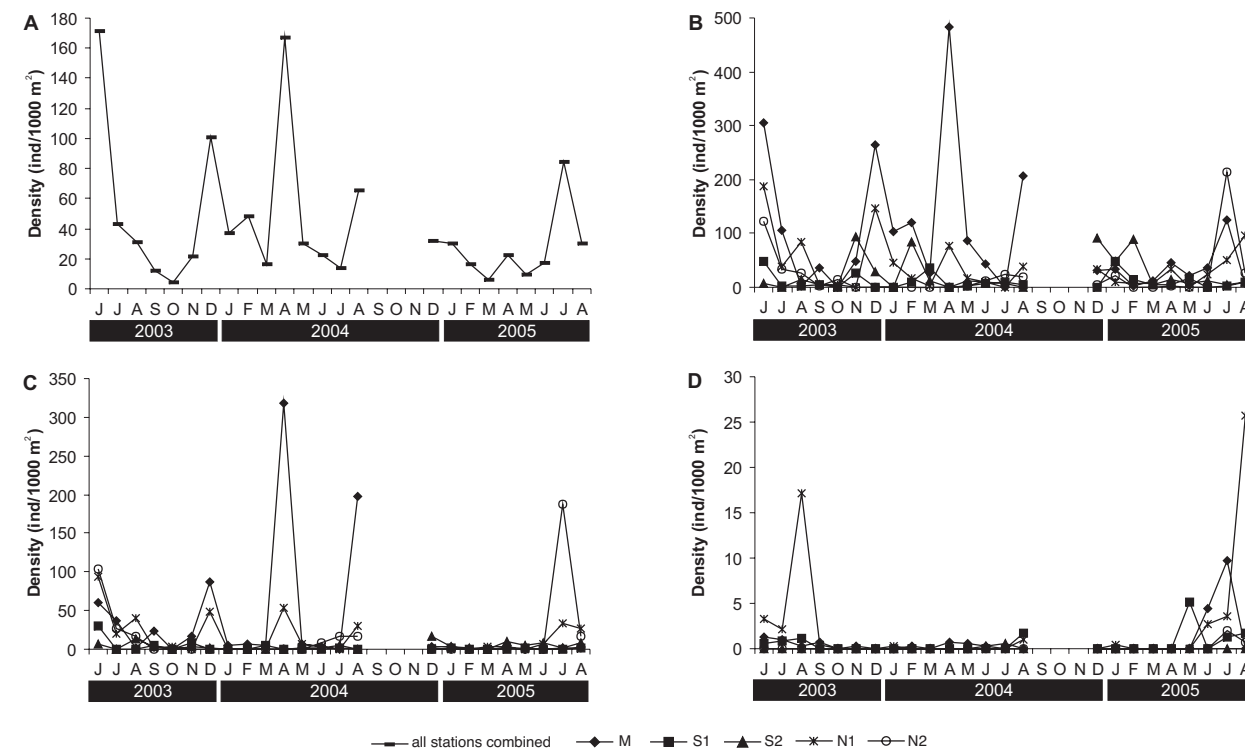 A
180
160
140
120
100
80
60
40
20
0
Density (ind/1000 m²)
J J A S O N D J F M A M J J A S O N D J F M A M J J A
2003 2004 2005
B
500
400
300
200
100
0
Density (ind/1000 m²)
J J A S O N D J F M A M J J A S O N D J F M A M J J A
2003 2004 2005
C
350
300
250
200
150
100
50
0
Density (ind/1000 m²)
J J A S O N D J F M A M J J A S O N D J F M A M J J A
2003 2004 2005
D
30
25
20
15
10
5
0
Density (ind/1000 m²)
J J A S O N D J F M A M J J A S O N D J F M A M J J A
2003 2004 2005
all stations combined M S1 S2 N1 N2